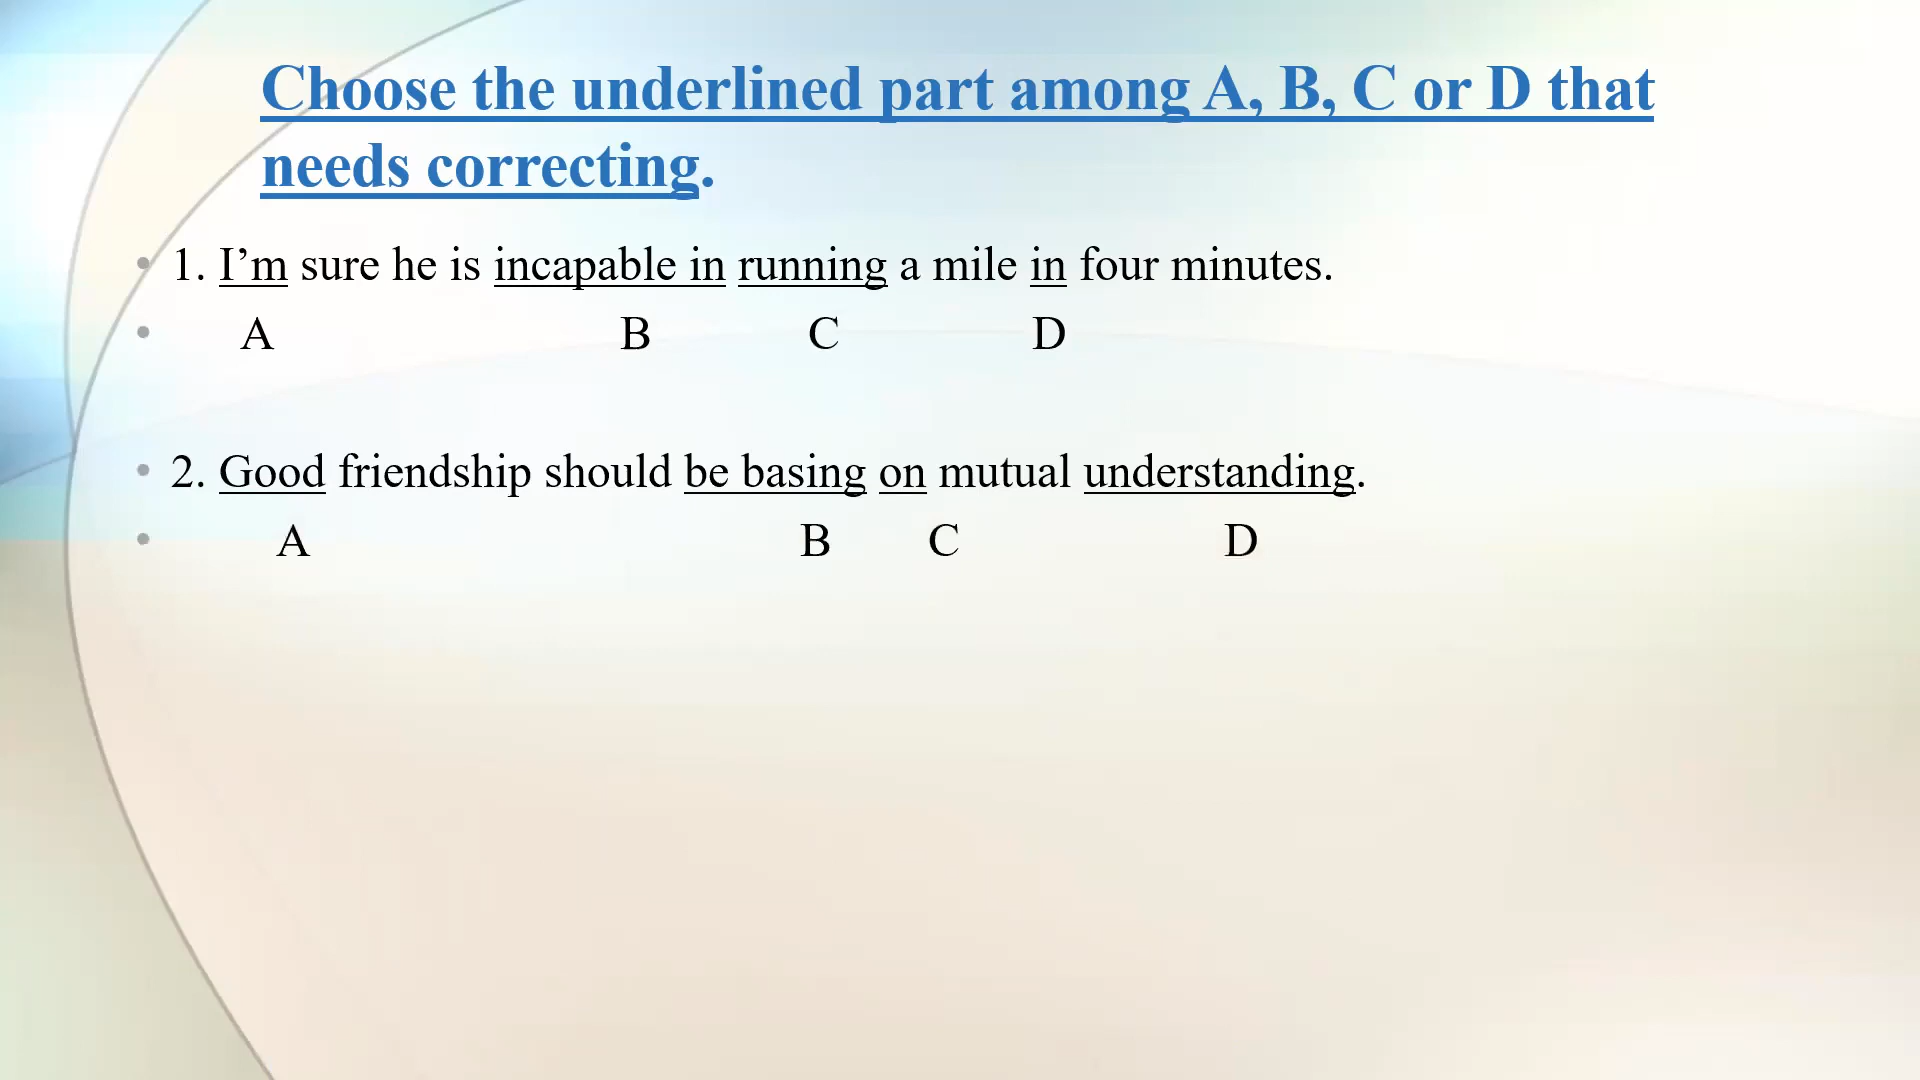 Choose the underlined part among A, B, C or D that
needs correcting.
• 1. I’m sure he is incapable in running a mile in four minutes.
• A B C D
• 2. Good friendship should be basing on mutual understanding.
• A B C D